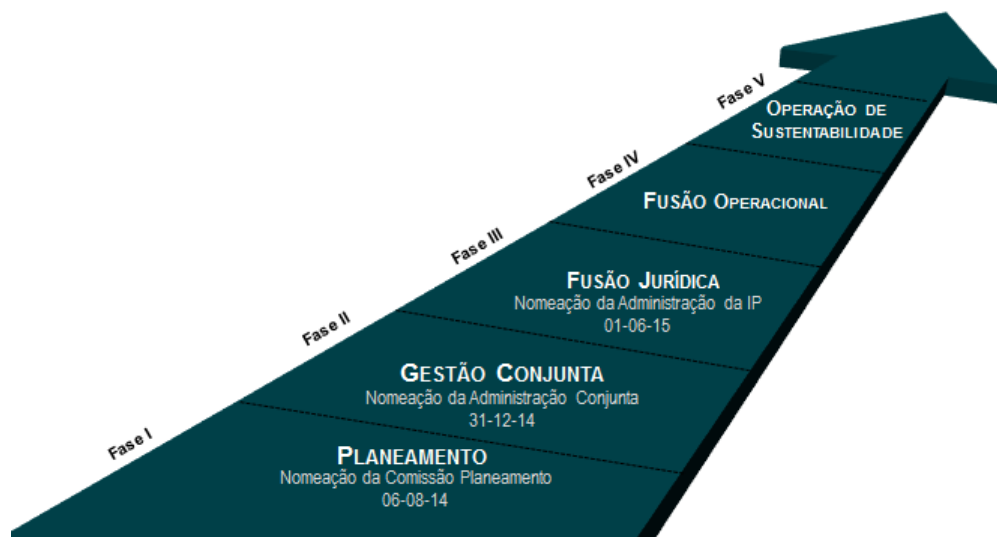 Fase V
OPERAÇÃO DE
SUSTENTABILIDADE
Fase IV
FUSÃO OPERACIONAL
Fase III
FUSÃO JURÍDICA
Nomeação da Administração da IP
01-06-15
Fase II
GESTÃO CONJUNTA
Nomeação da Administração Conjunta
31-12-14
Fase I
PLANEAMENTO
Nomeação da Comissão Planeamento
06-08-14